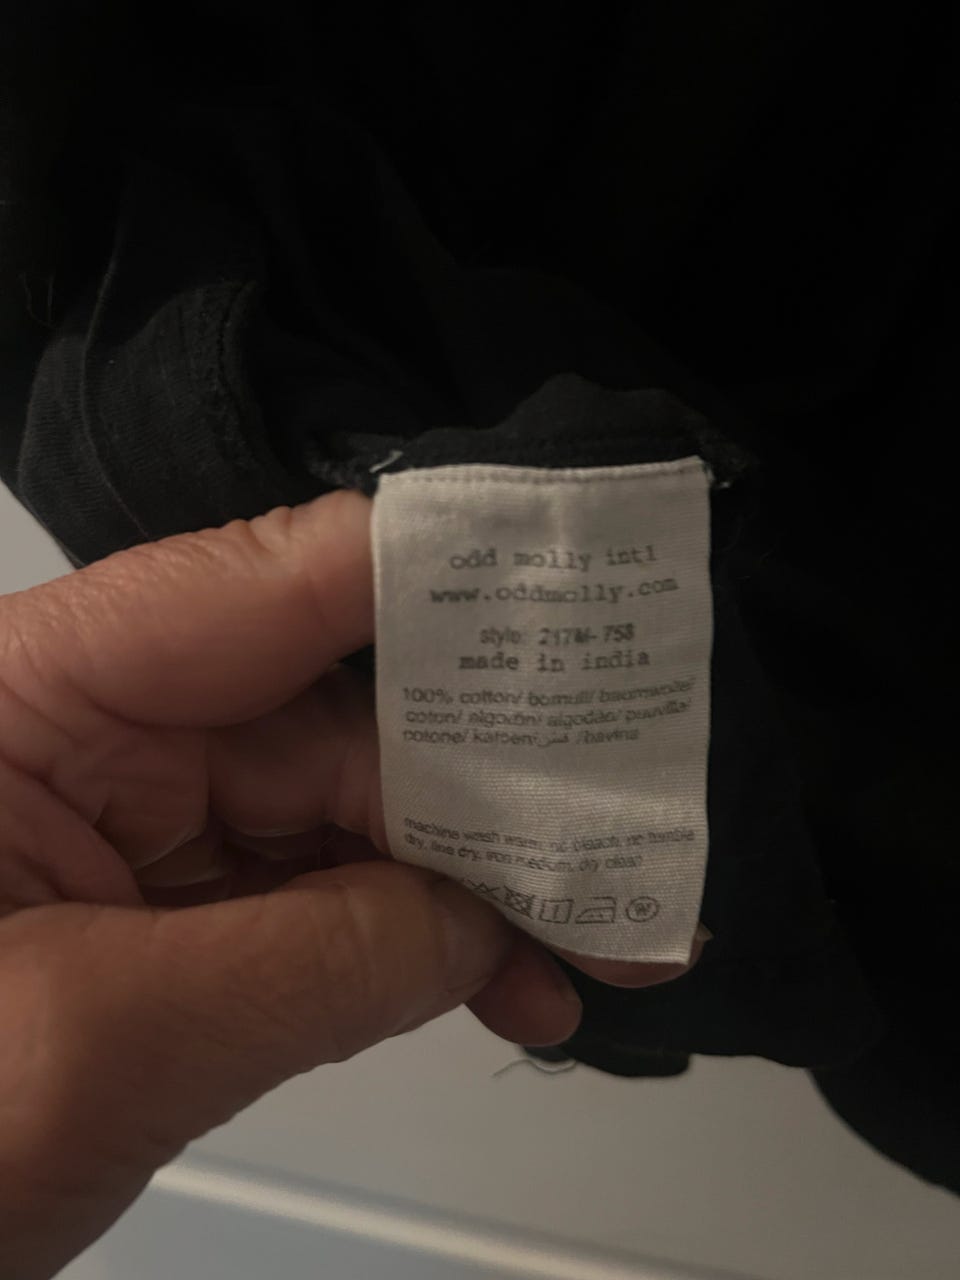 odd molly intl
www.oddmolly.com
style: 217M-758
made in india
100% cotton/ bomull/ baumwolle/
coton/ algodón/ algodão/ puuvilla/
cotone/ katoen/ /bavlna
machine wash warm, no bleach, no tumble
dry, line dry, iron medium, dry clean
W